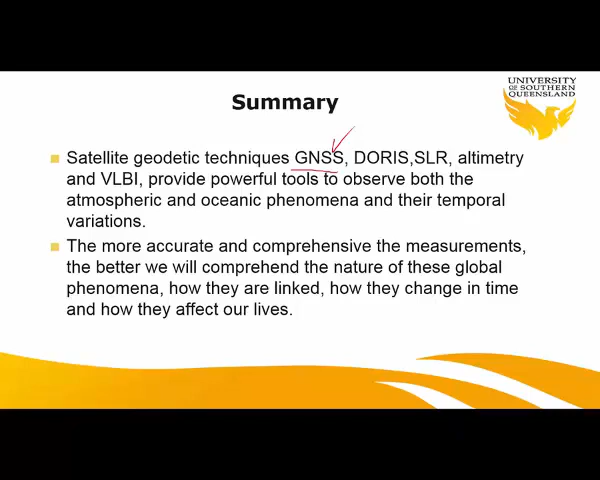 UNIVERSITY
OF SOUTHERN
QUEENSLAND
Summary
Satellite geodetic techniques GNSS, DORIS,SLR, altimetry
and VLBI, provide powerful tools to observe both the
atmospheric and oceanic phenomena and their temporal
variations.
The more accurate and comprehensive the measurements,
the better we will comprehend the nature of these global
phenomena, how they are linked, how they change in time
and how they affect our lives.